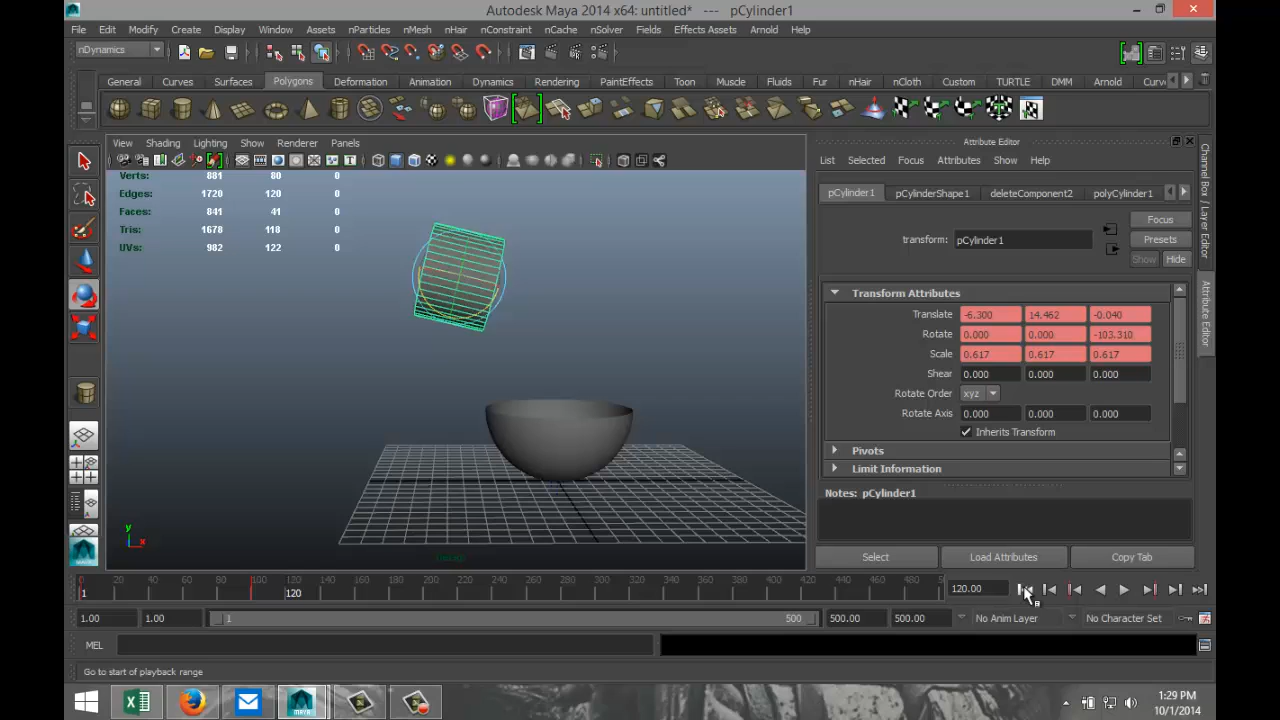 Autodesk Maya 2014 x64: untitled* --- pCylinder1
File Edit Modify Create Display Window Assets nParticles nMesh nHair nConstraint nCache nSolver Fields Effects Assets Arnold Help
nDynamics
General Curves Surfaces Polygons Deformation Animation Dynamics Rendering PaintEffects Toon Muscle Fluids Fur nHair nCloth Custom TURTLE DMM Arnold Curv
View Shading Lighting Show Renderer Panels
Verts: 881 80 0
Edges: 1720 120 0
Faces: 841 41 0
Tris: 1678 118 0
UVs: 982 122 0
y
x
Attribute Editor
List Selected Focus Attributes Show Help
pCylinder1 pCylinderShape1 deleteComponent2 polyCylinder1
transform: pCylinder1
Focus
Presets
Show Hide
Transform Attributes
Translate -6.300 14.462 -0.040
Rotate 0.000 0.000 -103.310
Scale 0.617 0.617 0.617
Shear 0.000 0.000 0.000
Rotate Order xyz
Rotate Axis 0.000 0.000 0.000
Inherits Transform
Pivots
Limit Information
Notes: pCylinder1
Select Load Attributes Copy Tab
Channel Box / Layer Editor
Attribute Editor
0 20 40 60 80 100 120 140 160 180 200 220 240 260 280 300 320 340 360 380 400 420 440 460 480 50
1 120
120.00
1.00 1.00 1 500 500.00 500.00 No Anim Layer No Character Set
MEL
Go to start of playback range
1:29 PM
10/1/2014